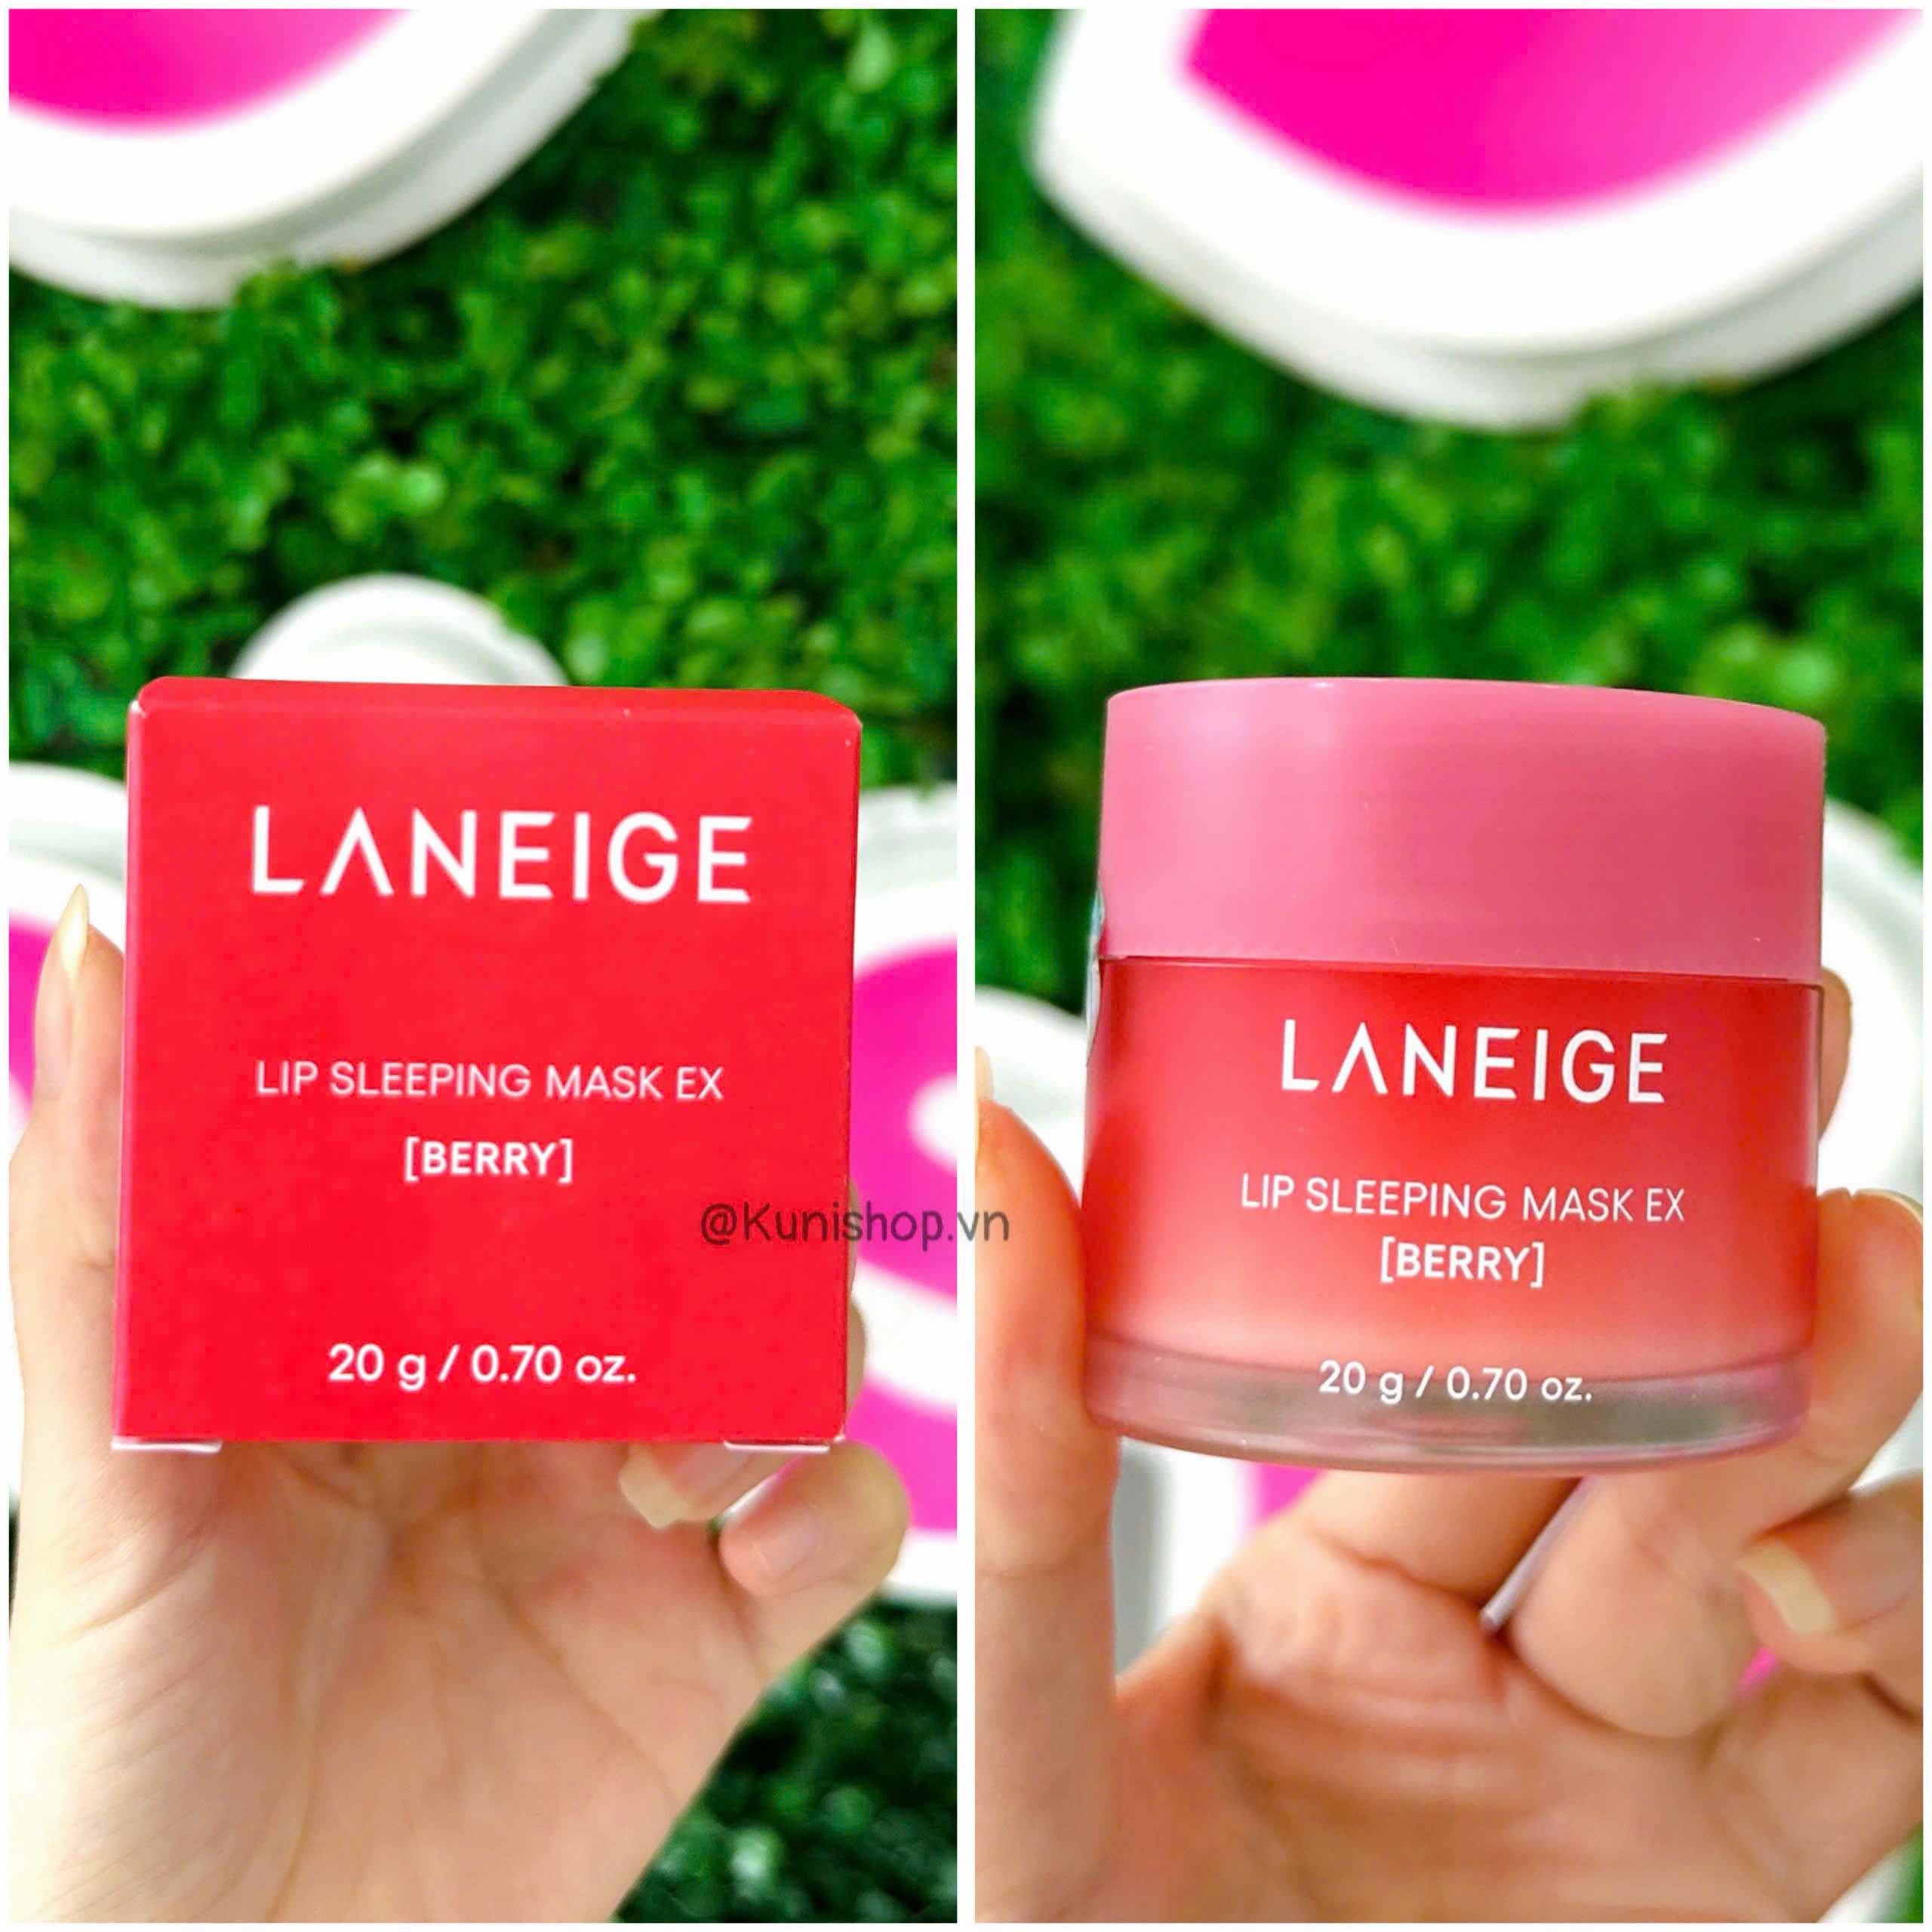 LANEIGE
LIP SLEEPING MASK EX
[BERRY]
20 g / 0.70 oz.
@Kunishop.vn
LANEIGE
LIP SLEEPING MASK EX
[BERRY]
20 g / 0.70 oz.